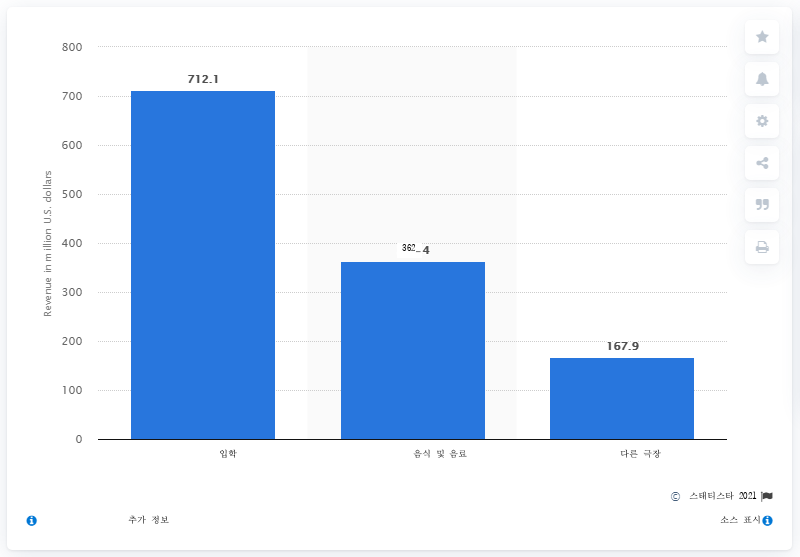 800
712.1
700
600
500
400
362_ 4
300
200
167.9
100
0
Revenue in million U.S. dollars
입학
음식 및 음료
다른 극장
© 스태티스타 2021
추가 정보
소스 표시